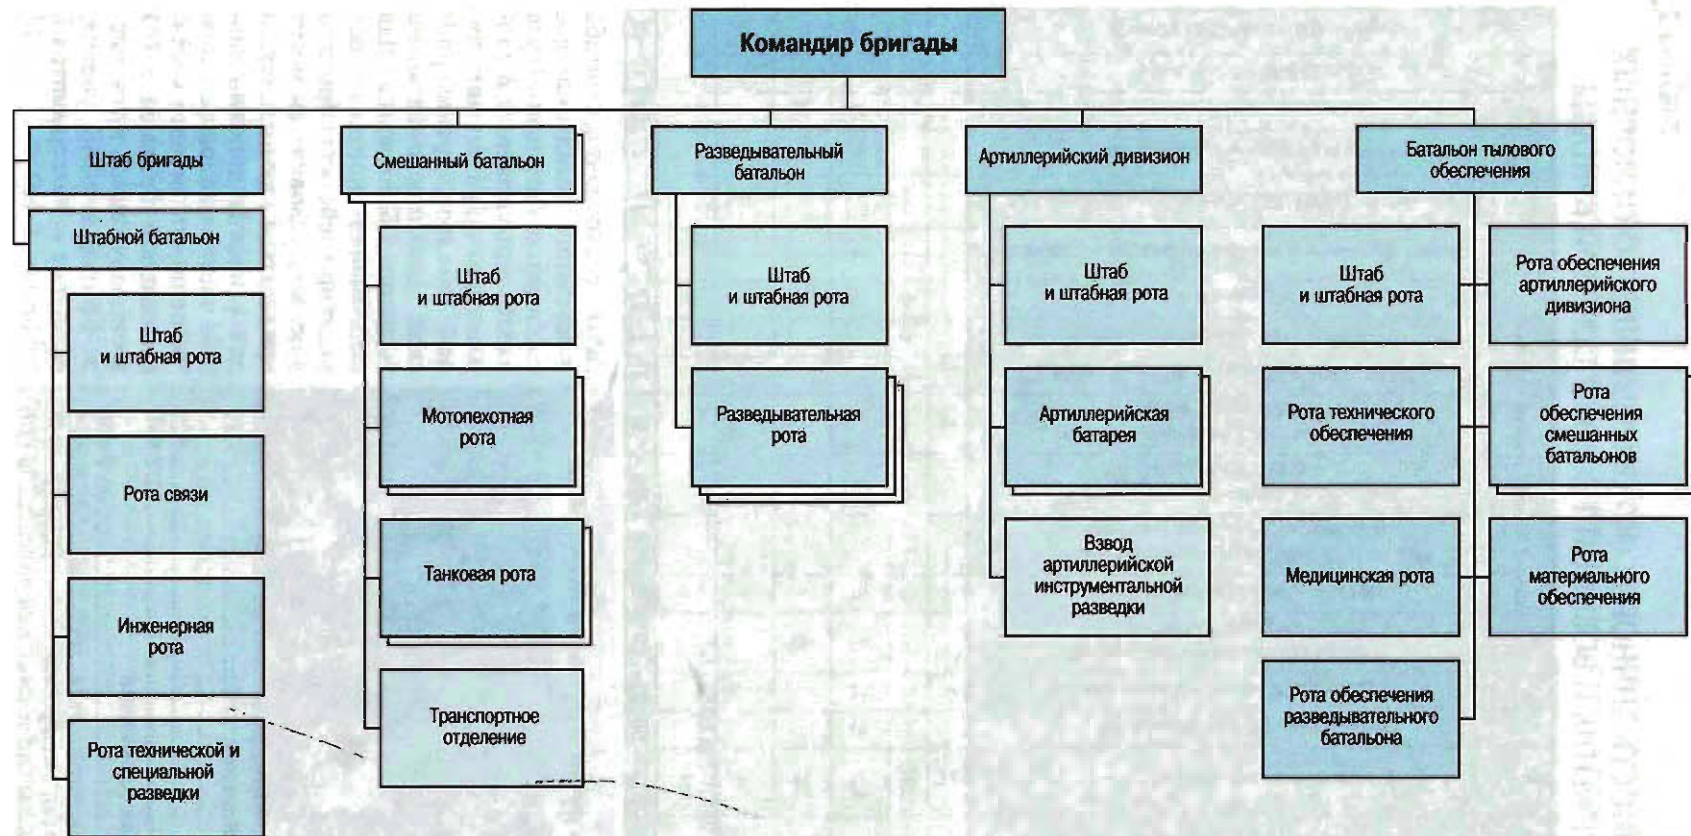 Командир бригады
Штаб бригады
Штабной батальон
Штаб
и штабная рота
Рота связи
Инженерная
рота
Рота технической и
специальной
разведки
Смешанный батальон
Штаб
и штабная рота
Мотопехотная
рота
Танковая рота
Транспортное
отделение
Разведывательный
батальон
Штаб
и штабная рота
Разведывательная
рота
Артиллерийский дивизион
Штаб
и штабная рота
Артиллерийская
батарея
Взвод
артиллерийской
инструментальной
разведки
Батальон тылового
обеспечения
Штаб
и штабная рота
Рота технического
обеспечения
Медицинская рота
Рота обеспечения
разведывательного
батальона
Рота обеспечения
артиллерийского
дивизиона
Рота
обеспечения
смешанных
батальонов
Рота
материального
обеспечения